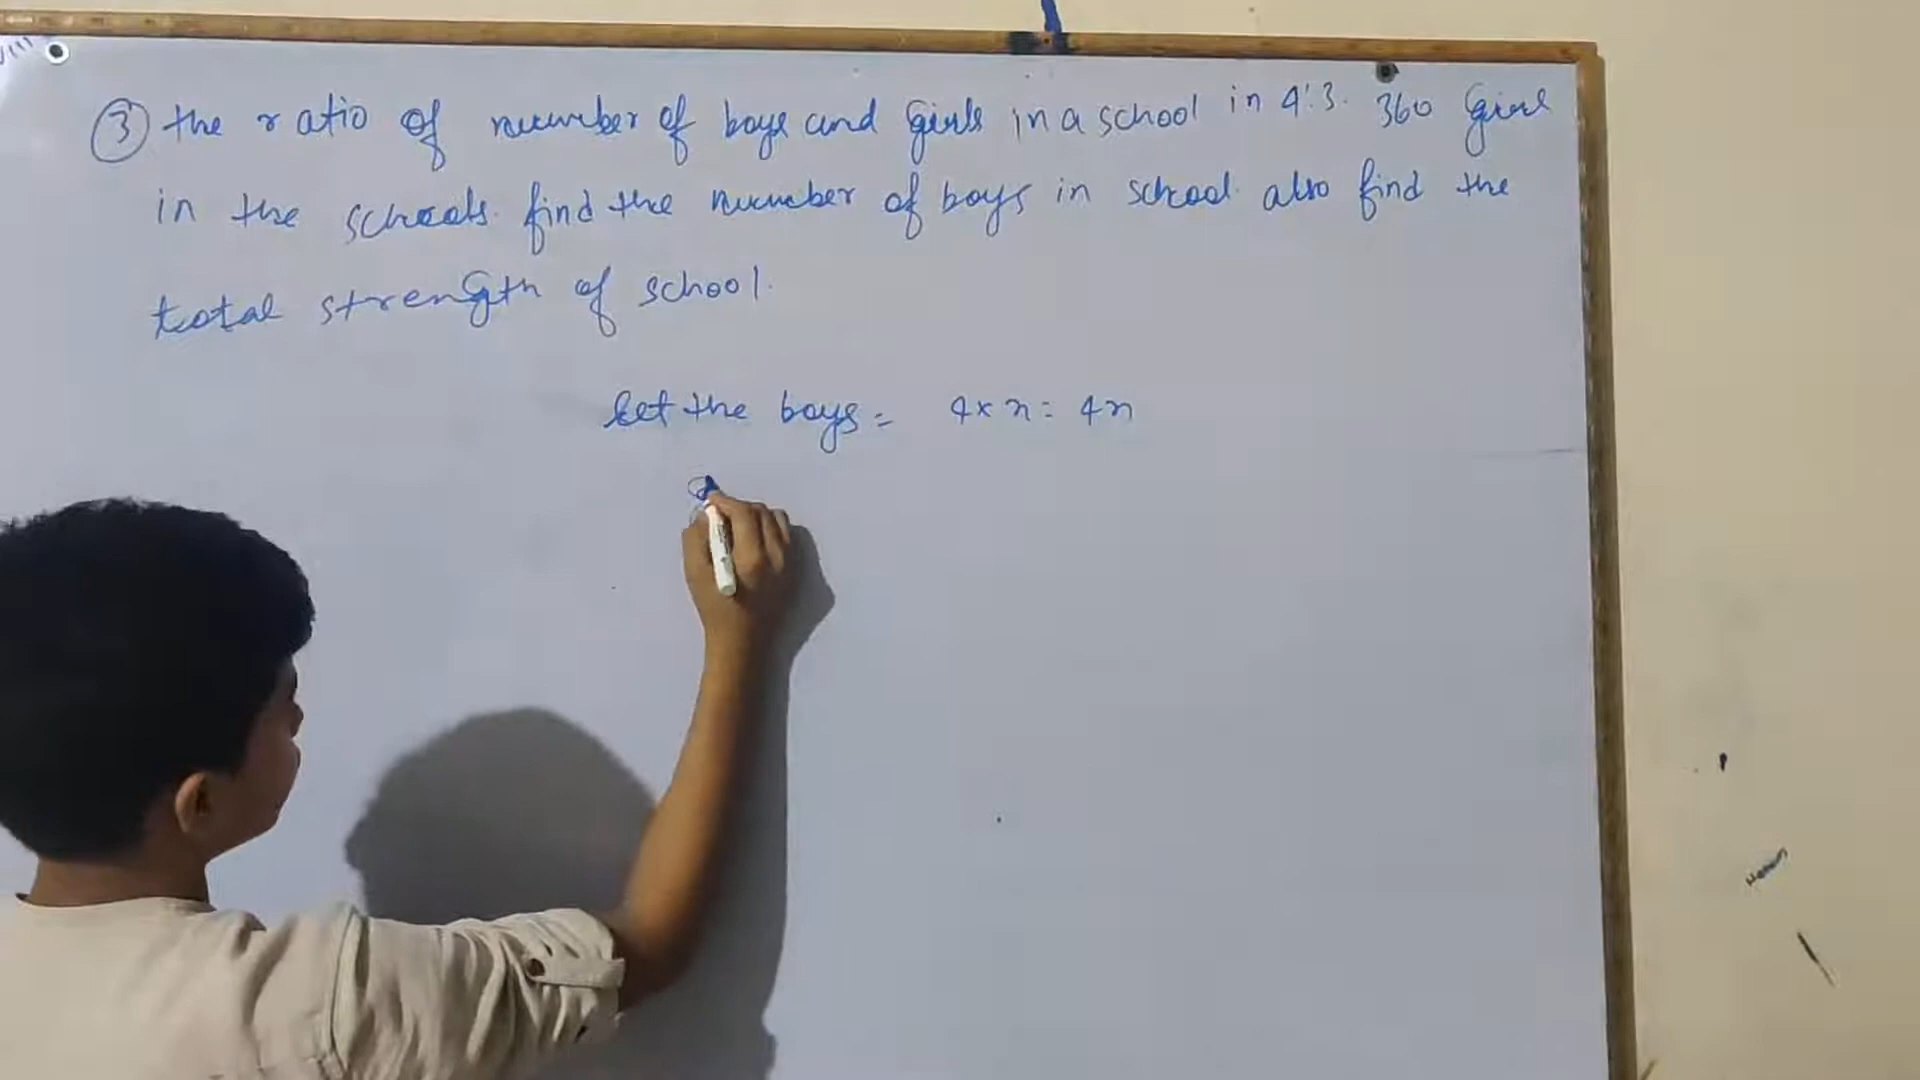 ③ the ratio of number of boys and girls in a school in 4:3. 360 girl
in the schools. find the number of boys in school. also find the
total strength of school.
Let the boys = 4 x n = 4n